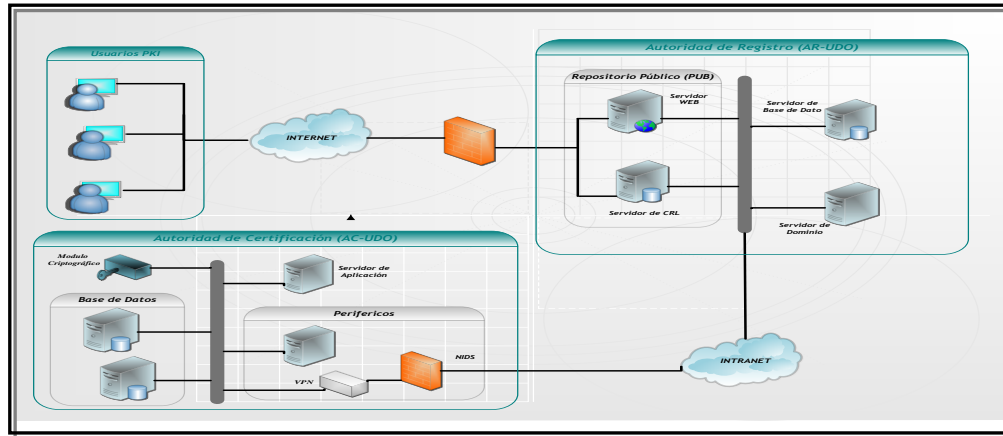 Usuarios PKI
INTERNET
Autoridad de Registro (AR-UDO)
Repositorio Público (PUB)
Servidor
WEB
Servidor de CRL
Servidor de
Base de Dato
Servidor de
Dominio
Autoridad de Certificación (AC-UDO)
Modulo
Criptográfico
Servidor de
Aplicación
Base de Datos
Perifericos
VPN
NIDS
INTRANET